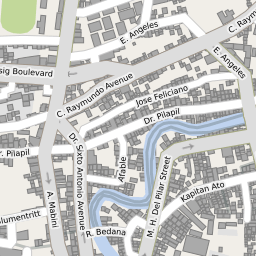 E. Angeles
C. Raym
sig Boulevard
E. Angeles
C. Raymundo Avenue
Jose Feliciano
Dr. Pilapil
r. Pilapil
Dr. Sixto Antonio Avenue
Afable
M. H. Del Pilar Street
Kapitan Ato
A. Mabini
lumentritt
R. Bedana